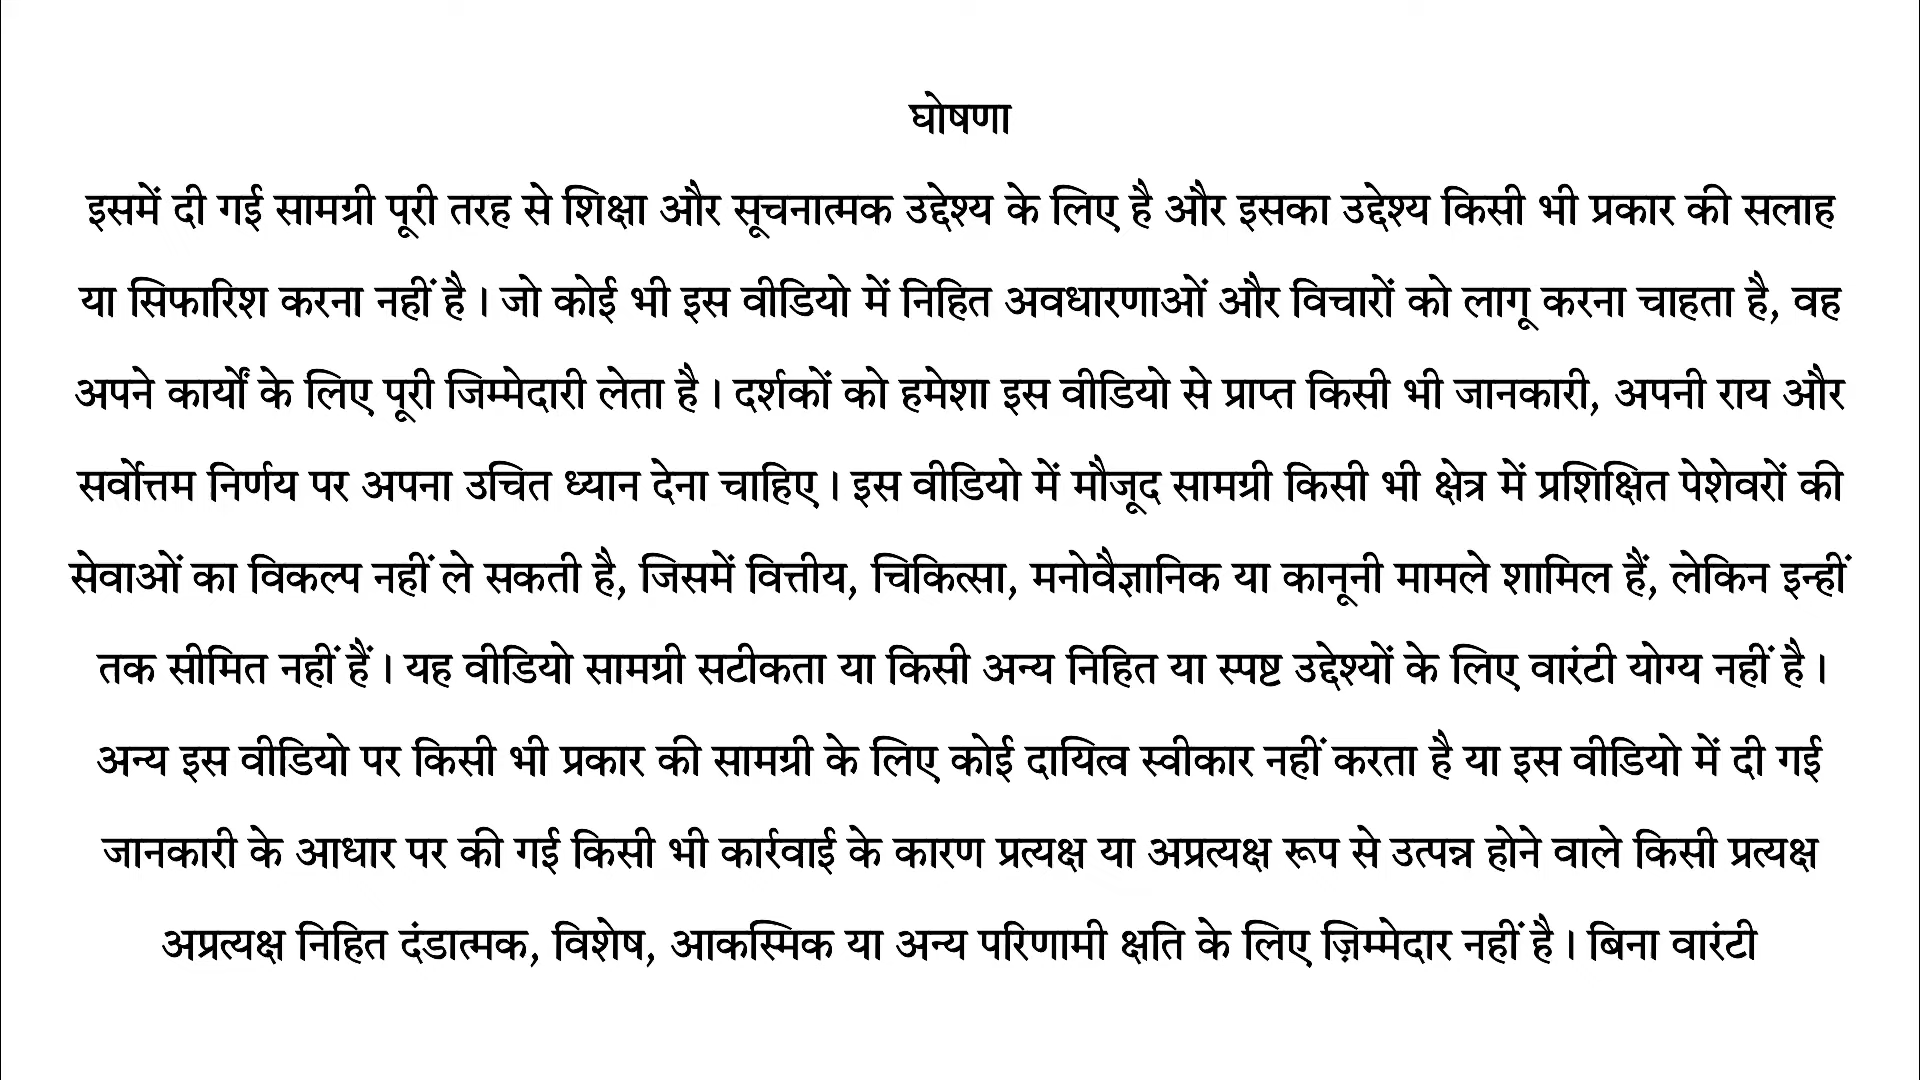 घोषणा
इसमें दी गई सामग्री पूरी तरह से शिक्षा और सूचनात्मक उद्देश्य के लिए है और इसका उद्देश्य किसी भी प्रकार की सलाह
या सिफारिश करना नहीं है । जो कोई भी इस वीडियो में निहित अवधारणाओं और विचारों को लागू करना चाहता है, वह
अपने कार्यों के लिए पूरी जिम्मेदारी लेता है । दर्शकों को हमेशा इस वीडियो से प्राप्त किसी भी जानकारी, अपनी राय और
सर्वोत्तम निर्णय पर अपना उचित ध्यान देना चाहिए । इस वीडियो में मौजूद सामग्री किसी भी क्षेत्र में प्रशिक्षित पेशेवरों की
सेवाओं का विकल्प नहीं ले सकती है, जिसमें वित्तीय, चिकित्सा, मनोवैज्ञानिक या कानूनी मामले शामिल हैं, लेकिन इन्हीं
तक सीमित नहीं हैं । यह वीडियो सामग्री सटीकता या किसी अन्य निहित या स्पष्ट उद्देश्यों के लिए वारंटी योग्य नहीं है ।
अन्य इस वीडियो पर किसी भी प्रकार की सामग्री के लिए कोई दायित्व स्वीकार नहीं करता है या इस वीडियो में दी गई
जानकारी के आधार पर की गई किसी भी कार्रवाई के कारण प्रत्यक्ष या अप्रत्यक्ष रूप से उत्पन्न होने वाले किसी प्रत्यक्ष
अप्रत्यक्ष निहित दंडात्मक, विशेष, आकस्मिक या अन्य परिणामी क्षति के लिए ज़िम्मेदार नहीं है । बिना वारंटी